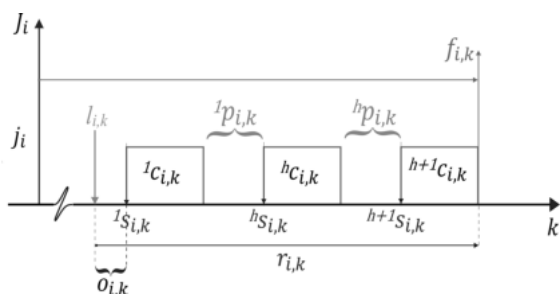 J_i
f_{i,k}
l_{i,k} ^1p_{i,k} ^hp_{i,k}
j_i
^1c_{i,k} ^hc_{i,k} ^{h+1}c_{i,k}
^1s_{i,k} ^hs_{i,k} ^{h+1}s_{i,k} k
r_{i,k}
o_{i,k}